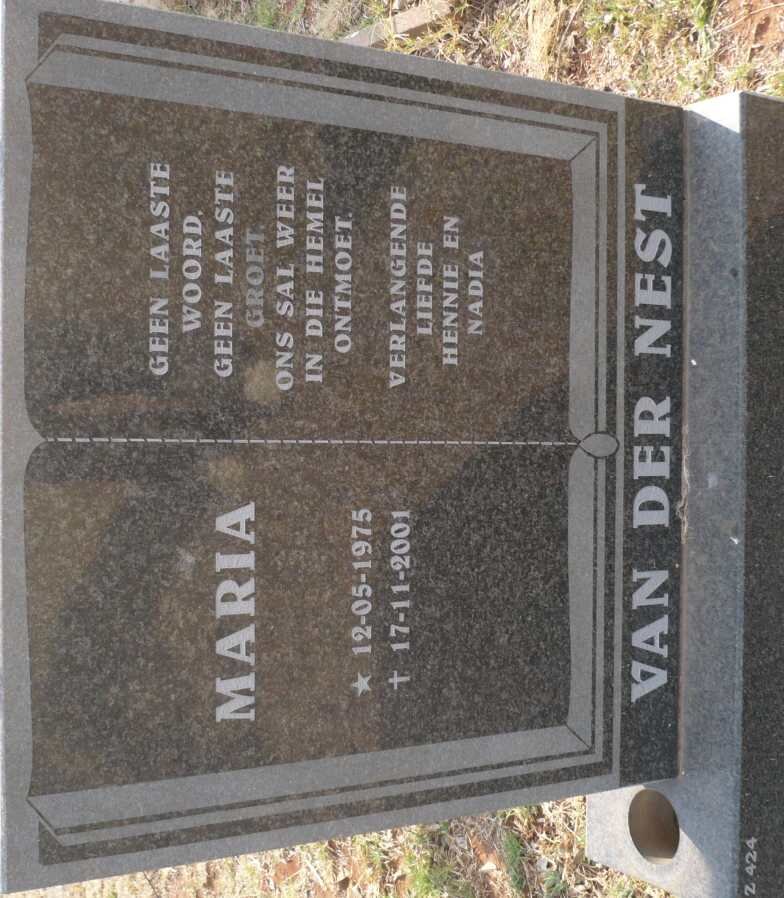 MARIA
★ 12-05-1975
† 17-11-2001
GEEN LAASTE
WOORD.
GEEN LAASTE
GROET.
ONS SAL WEER
IN DIE HEMEL
ONTMOET.
VERLANGENDE
LIEFDE
HENNIE EN
NADIA
VAN DER NEST
Z 424